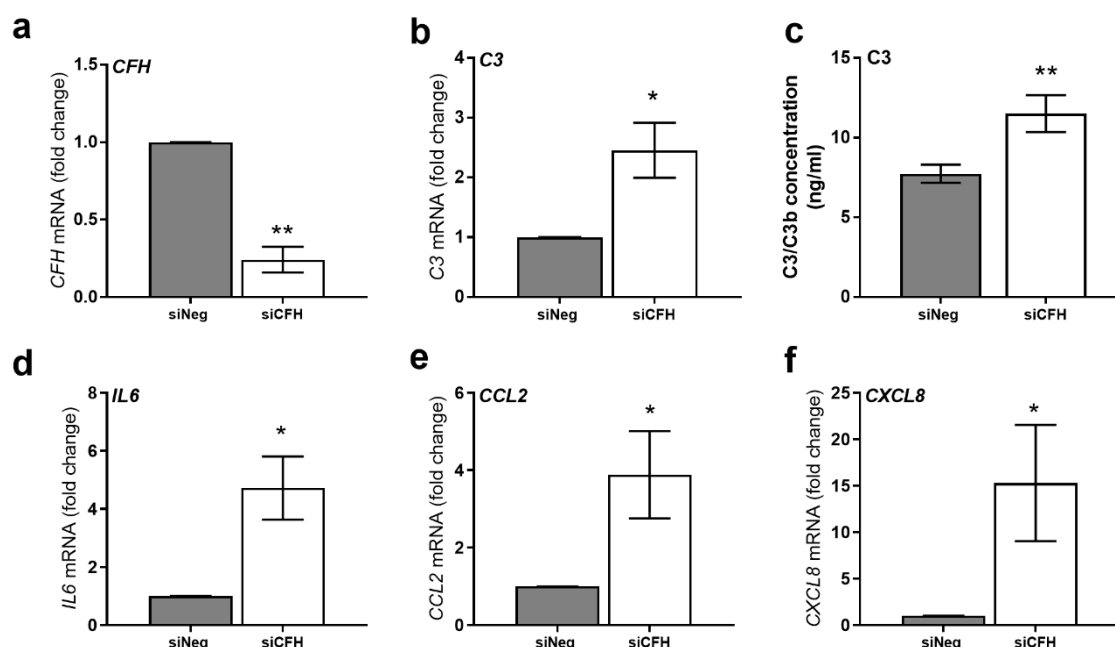 a
CFH
CFH mRNA (fold change)
1.5
1.0
0.5
0.0
**
siNeg siCFH
b
C3
C3 mRNA (fold change)
4
3
2
1
0
*
siNeg siCFH
c
C3
C3/C3b concentration
(ng/ml)
15
10
5
0
**
siNeg siCFH
d
IL6
IL6 mRNA (fold change)
8
6
4
2
0
*
siNeg siCFH
e
CCL2
CCL2 mRNA (fold change)
6
4
2
0
*
siNeg siCFH
f
CXCL8
CXCL8 mRNA (fold change)
25
20
15
10
5
0
*
siNeg siCFH